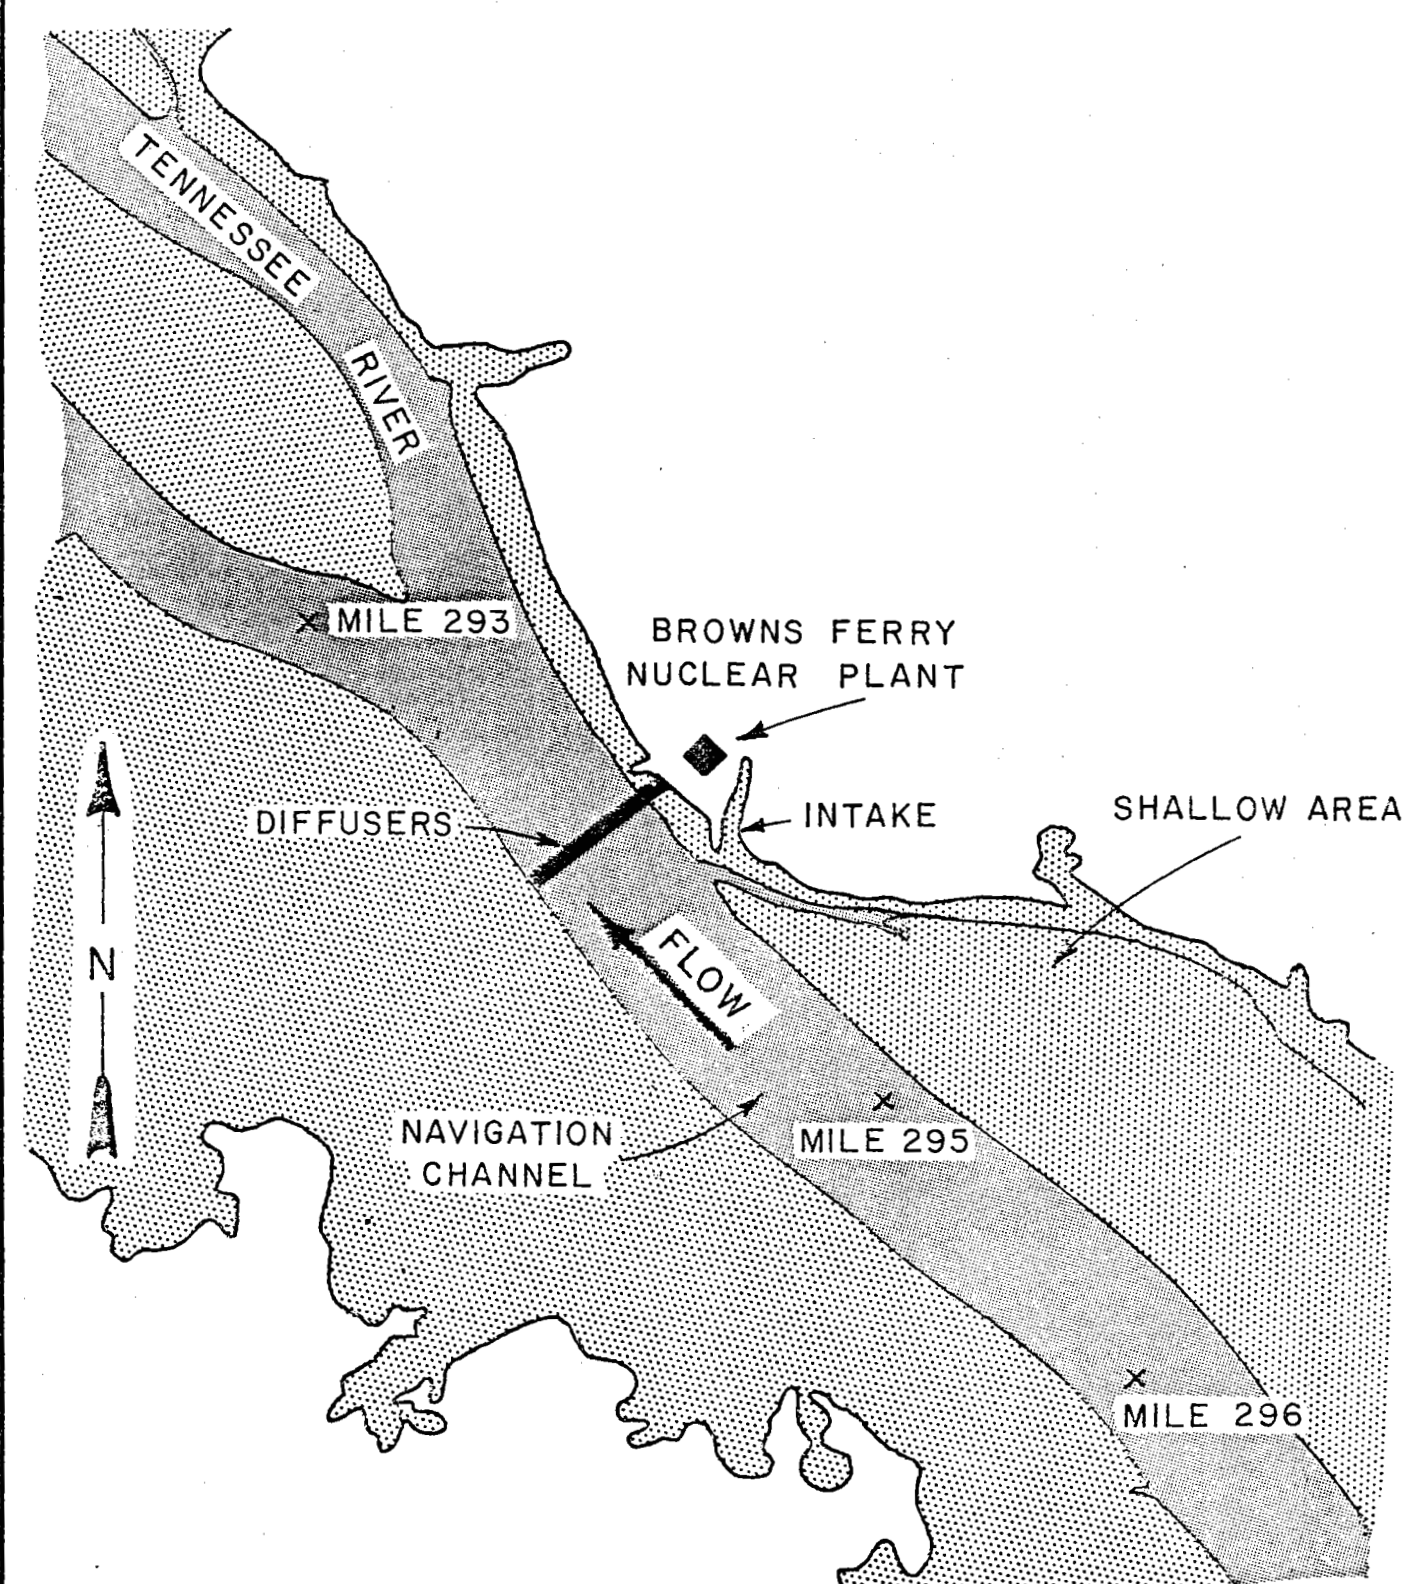 TENNESSEE
RIVER
× MILE 293
BROWNS FERRY
NUCLEAR PLANT
DIFFUSERS
INTAKE
SHALLOW AREA
FLOW
N
NAVIGATION
CHANNEL
×
MILE 295
×
MILE 296